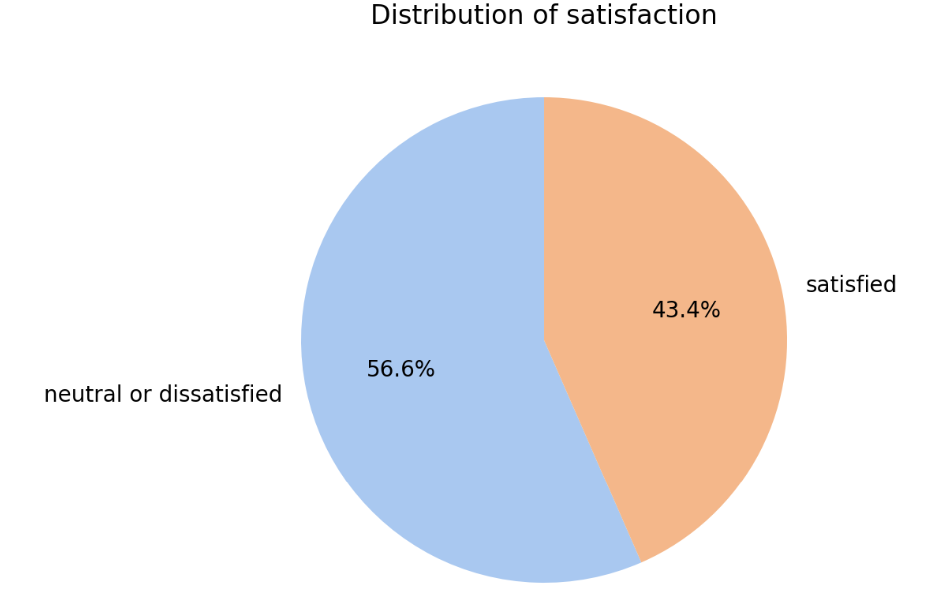 Distribution of satisfaction
satisfied
43.4%
56.6%
neutral or dissatisfied